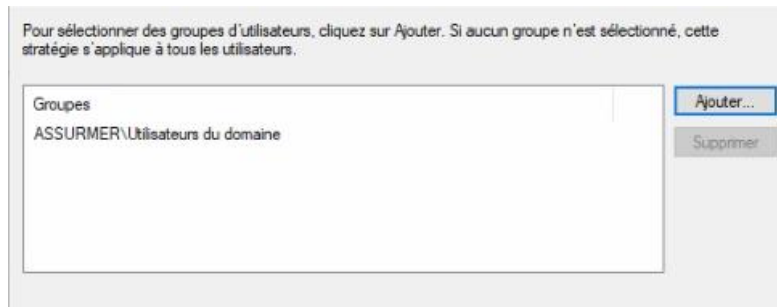 Pour sélectionner des groupes d'utilisateurs, cliquez sur Ajouter. Si aucun groupe n'est sélectionné, cette
stratégie s'applique à tous les utilisateurs.
Groupes
Ajouter...
ASSURMER\Utilisateurs du domaine
Supprimer